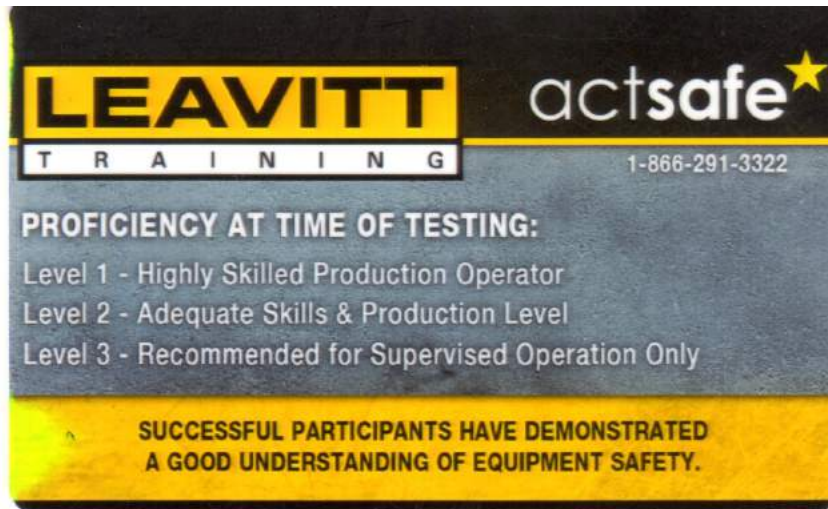 LEAVITT
TRAINING
actsafe
1-866-291-3322
PROFICIENCY AT TIME OF TESTING:
Level 1 - Highly Skilled Production Operator
Level 2 - Adequate Skills & Production Level
Level 3 - Recommended for Supervised Operation Only
SUCCESSFUL PARTICIPANTS HAVE DEMONSTRATED
A GOOD UNDERSTANDING OF EQUIPMENT SAFETY.